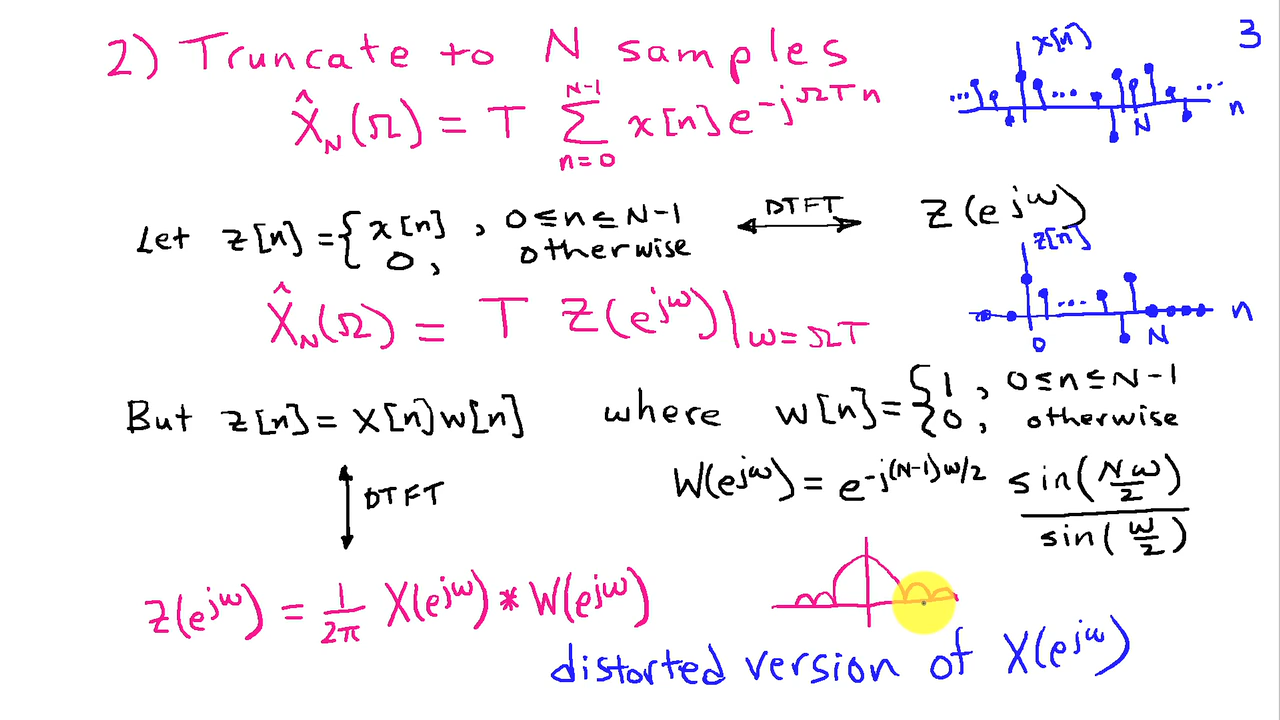 2) Truncate to N samples
3
x[n]
... ... ... n
N
X̂_N(Ω) = T Σ_{n=0}^{N-1} x[n] e^{-jΩTn}
Let z[n] = { x[n] , 0 ≤ n ≤ N-1
0 , otherwise
DTFT
Z(e^{jω})
z[n]
... n
0 N
X̂_N(Ω) = T Z(e^{jω})|_{ω=ΩT}
But z[n] = x[n]w[n] where w[n] = { 1 , 0 ≤ n ≤ N-1
0 , otherwise
DTFT
W(e^{jω}) = e^{-j(N-1)ω/2} sin(Nω/2) / sin(ω/2)
Z(e^{jω}) = 1/2π X(e^{jω}) * W(e^{jω})
distorted version of X(e^{jω})